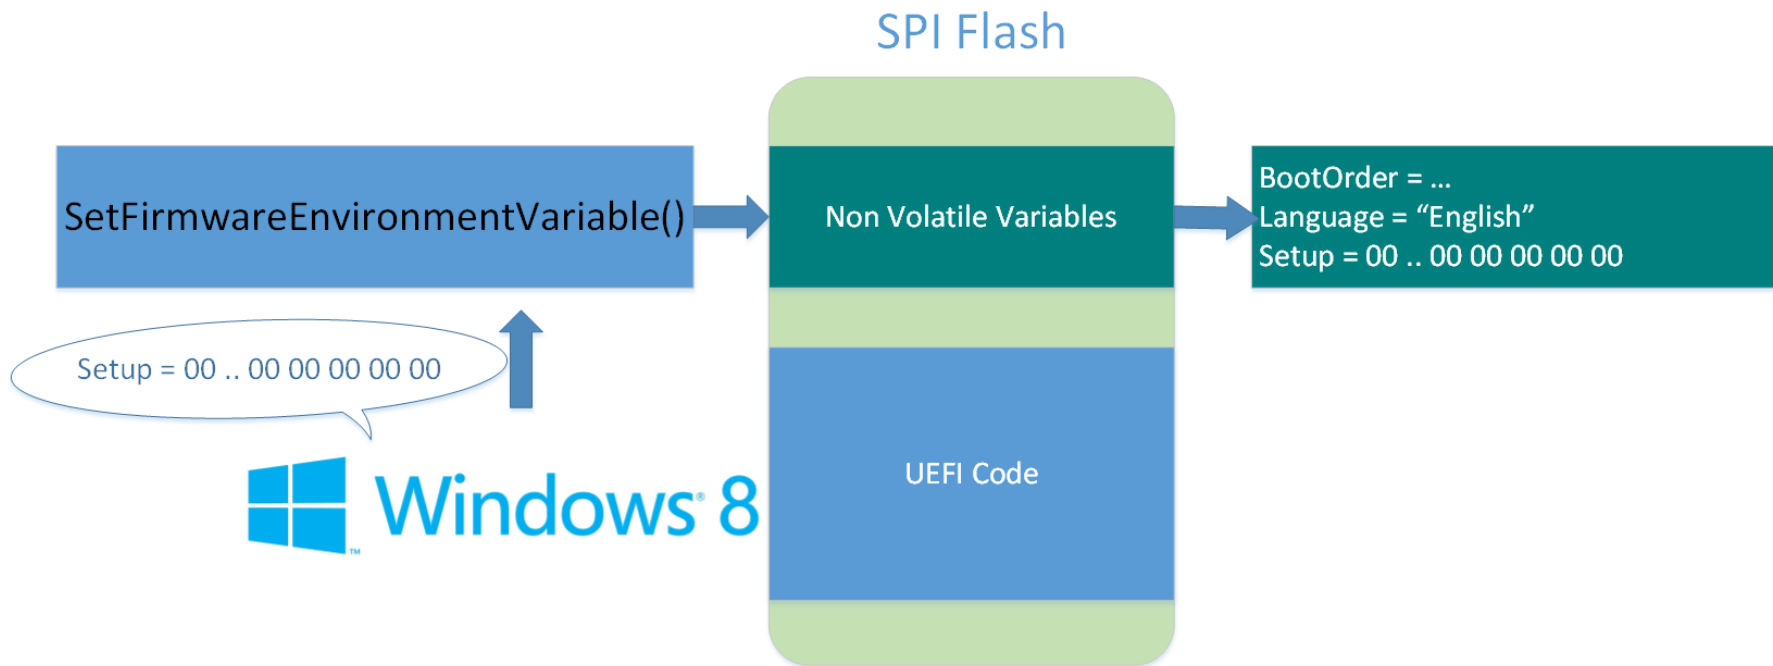 SPI Flash
SetFirmwareEnvironmentVariable()
Non Volatile Variables
BootOrder = ...
Language = “English”
Setup = 00 .. 00 00 00 00 00
Setup = 00 .. 00 00 00 00 00
UEFI Code
Windows® 8
™